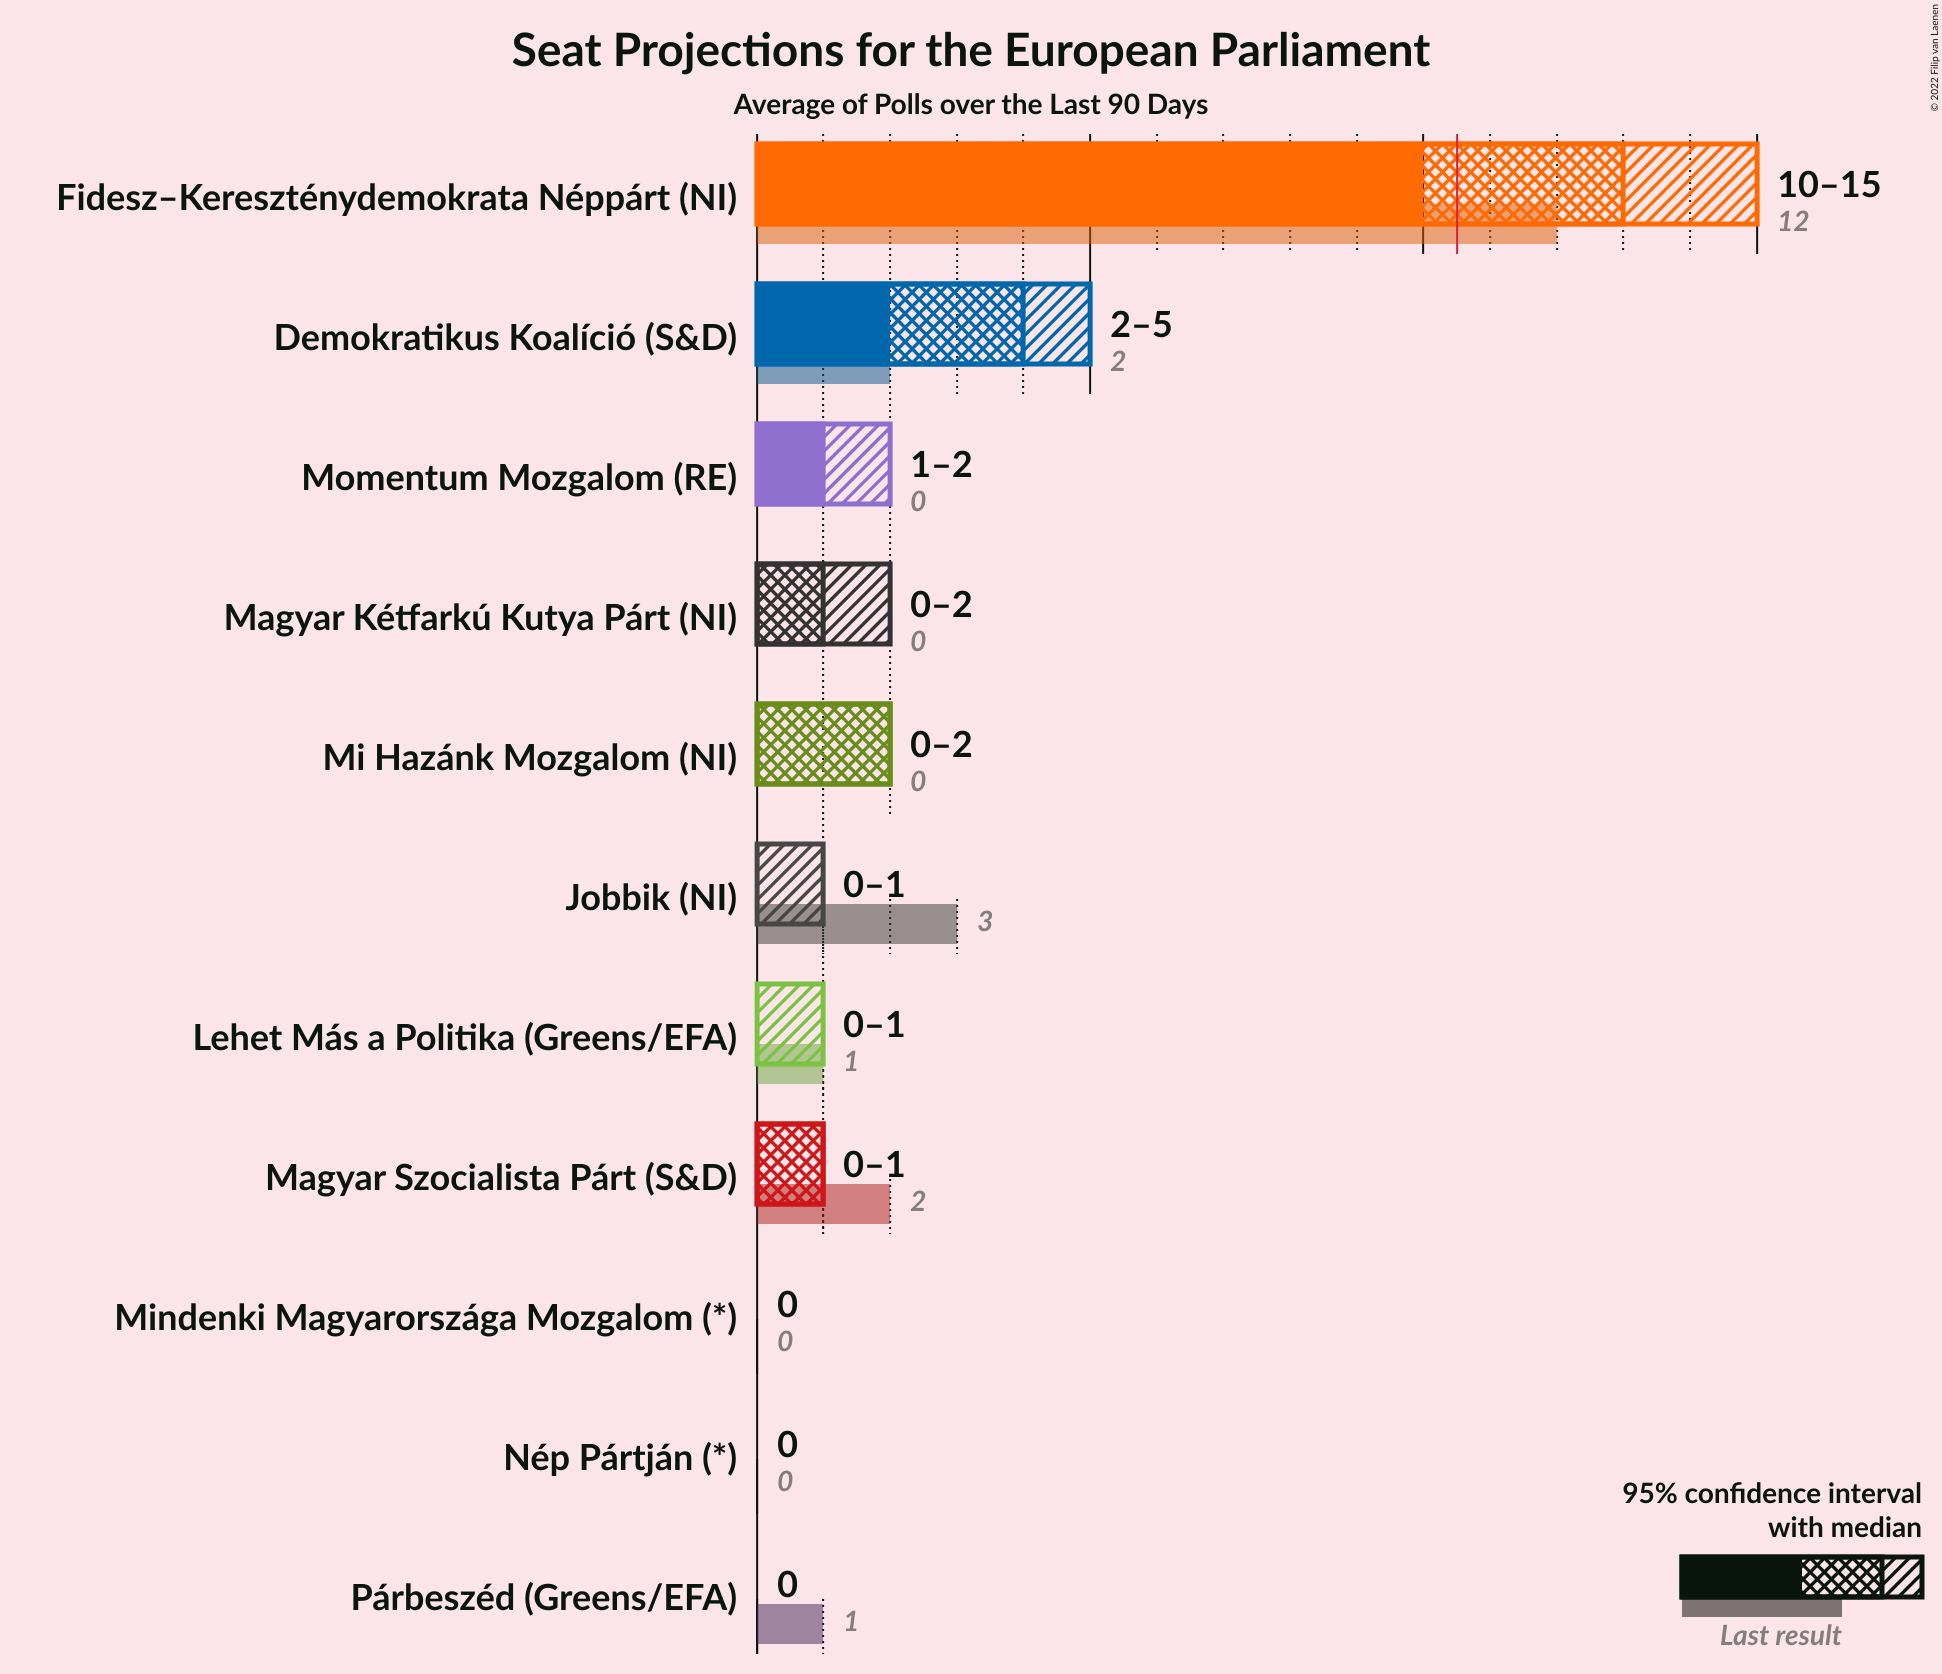 Seat Projections for the European Parliament
Average of Polls over the Last 90 Days
© 2022 Filip van Laenen
Fidesz–Kereszténydemokrata Néppárt (NI)
10–15
12
Demokratikus Koalíció (S&D)
2–5
2
Momentum Mozgalom (RE)
1–2
0
Magyar Kétfarkú Kutya Párt (NI)
0–2
0
Mi Hazánk Mozgalom (NI)
0–2
0
Jobbik (NI)
0–1
3
Lehet Más a Politika (Greens/EFA)
0–1
1
Magyar Szocialista Párt (S&D)
0–1
2
Mindenki Magyarországa Mozgalom (*)
0
0
Nép Pártján (*)
0
0
Párbeszéd (Greens/EFA)
0
1
95% confidence interval
with median
Last result